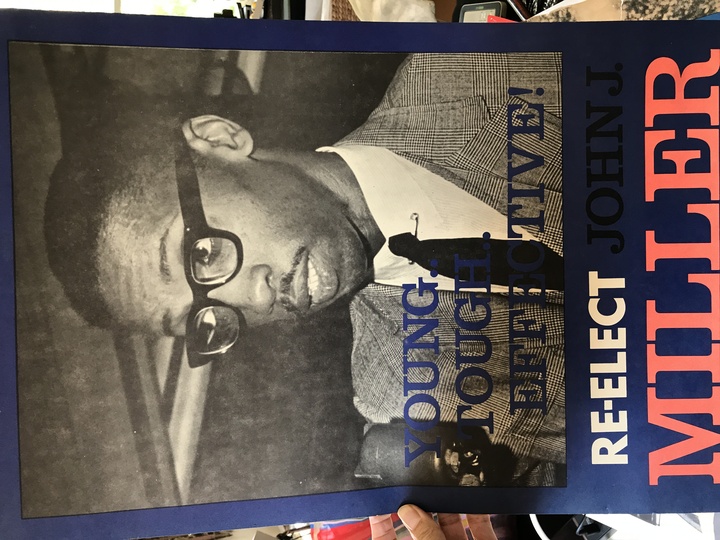 YOUNG..
TOUGH..
EFFECTIVE!
RE-ELECT JOHN J.
MILLER